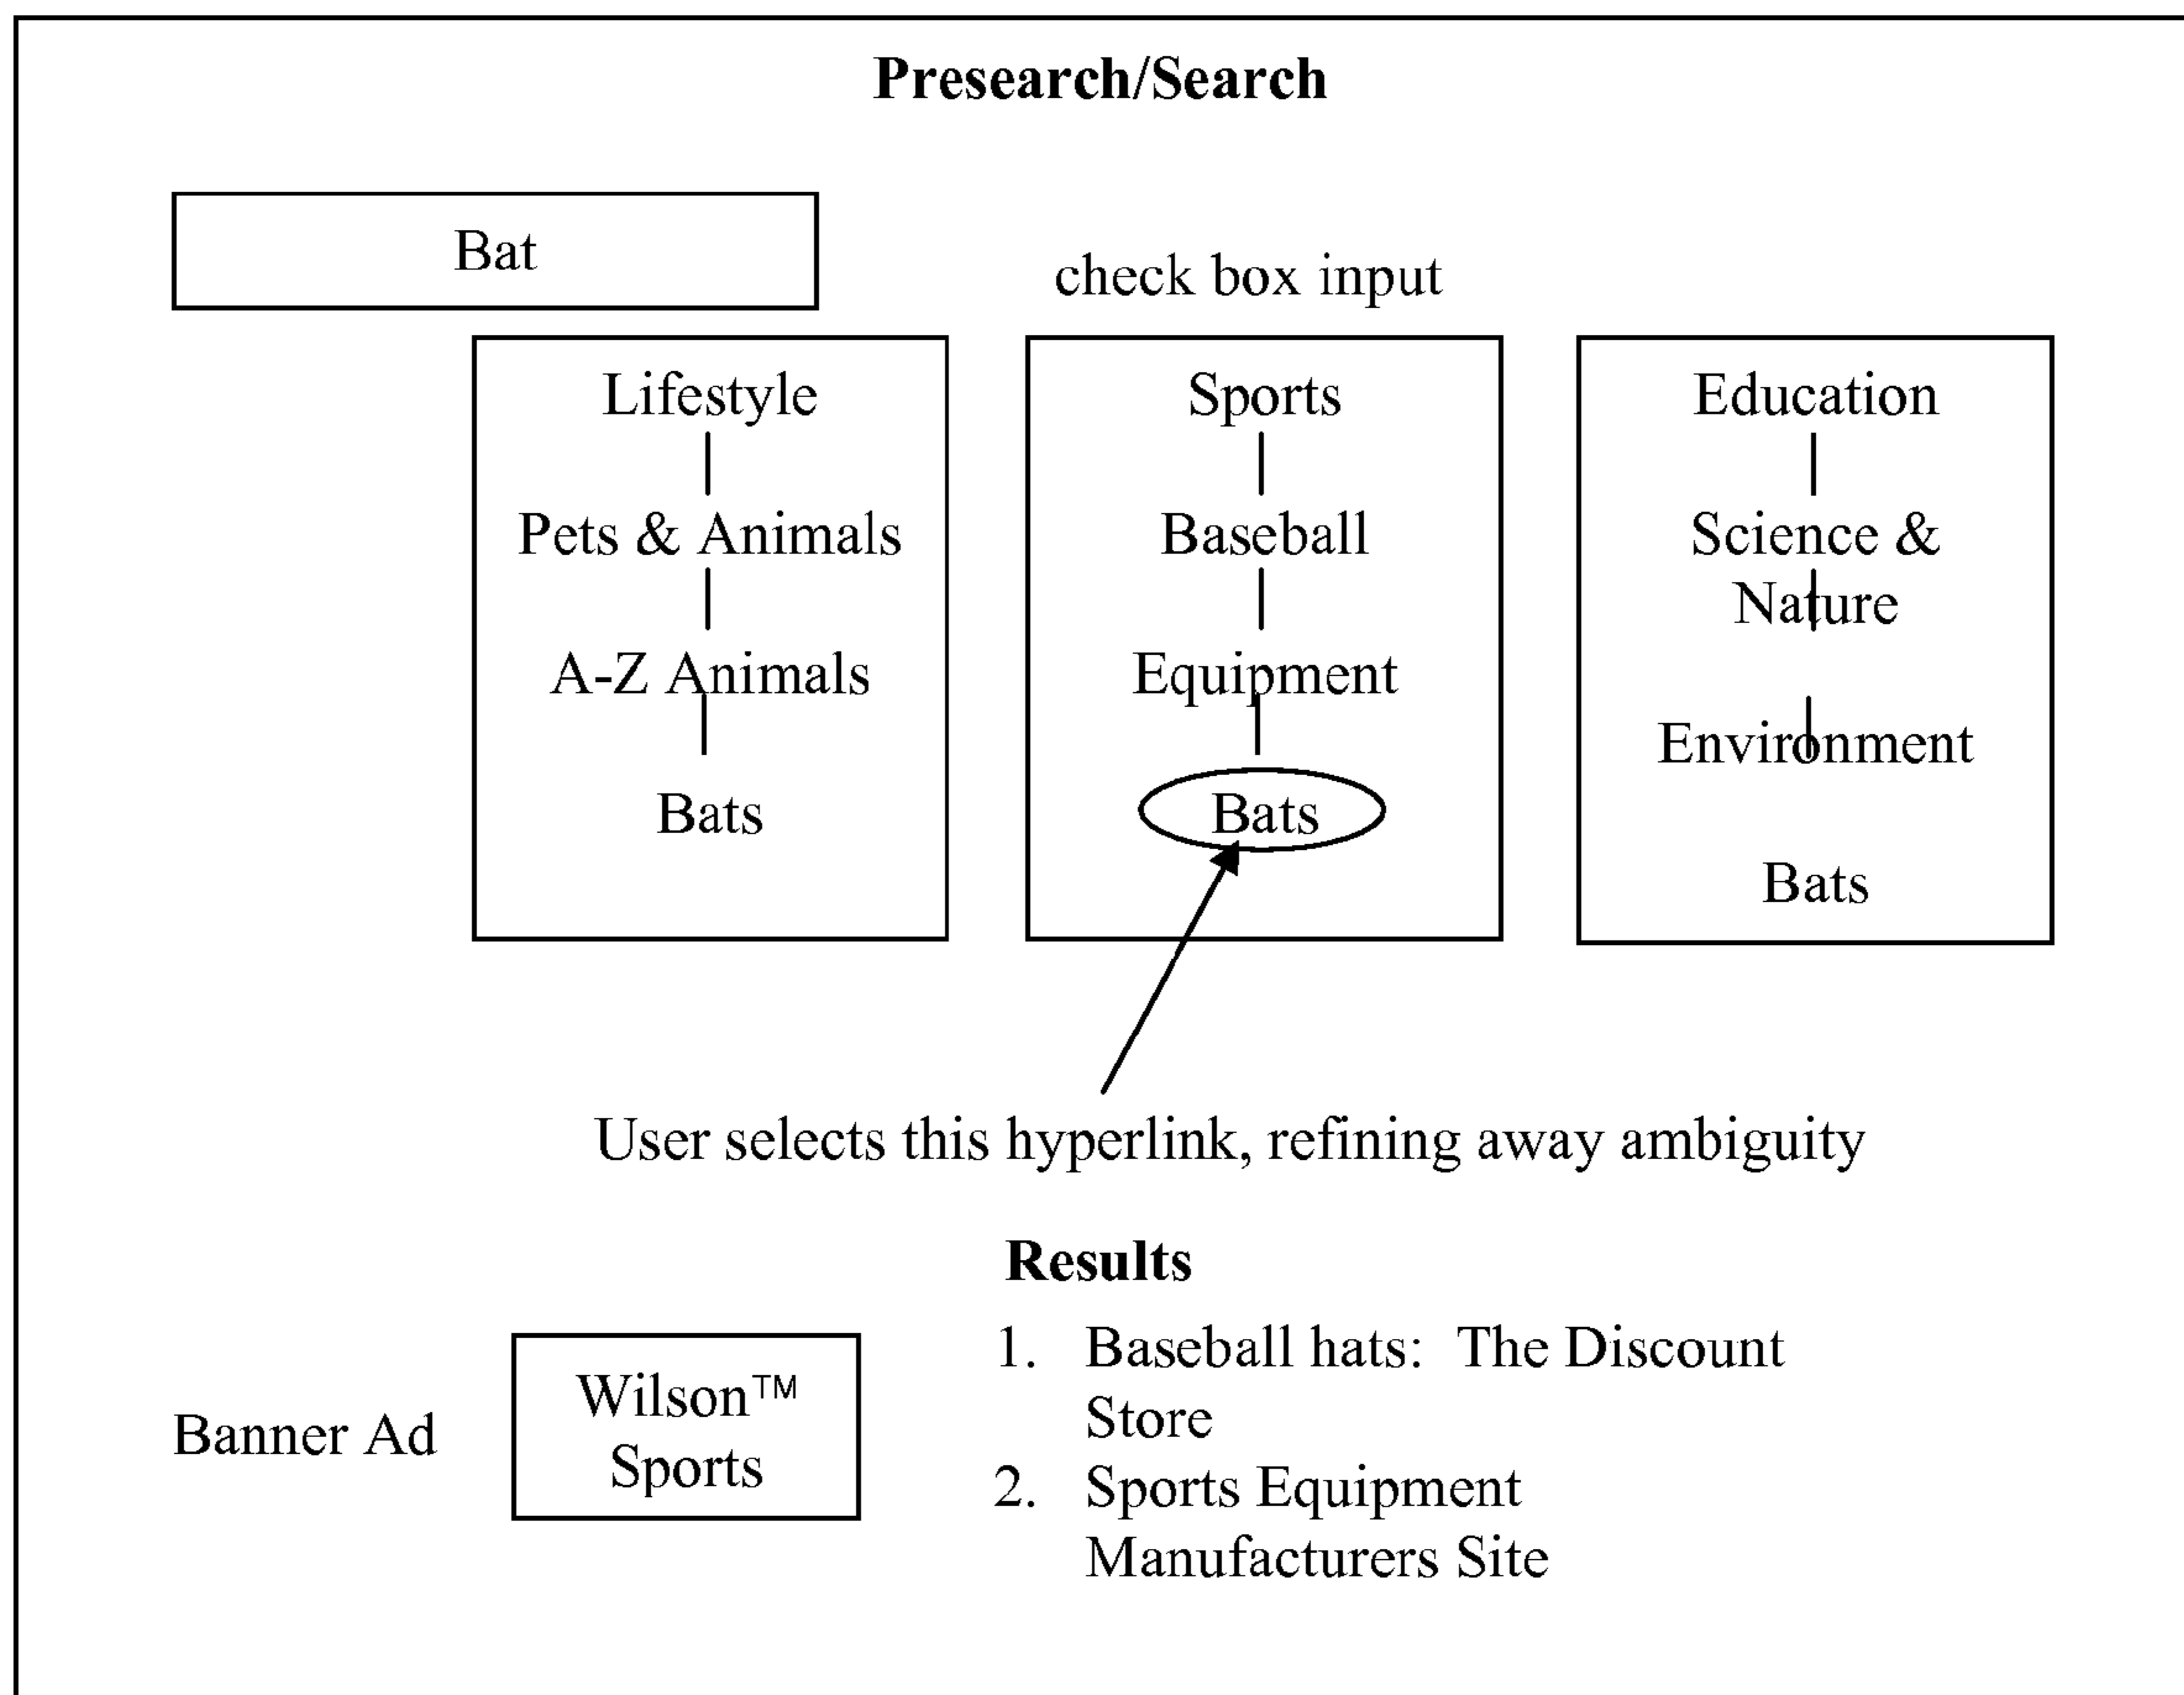 Presearch/Search
Bat
check box input
Lifestyle
Pets & Animals
A-Z Animals
Bats
Sports
Baseball
Equipment
Bats
Education
Science &
Nature
Environment
Bats
User selects this hyperlink, refining away ambiguity
Results
Banner Ad
Wilson™
Sports
1. Baseball hats: The Discount
Store
2. Sports Equipment
Manufacturers Site